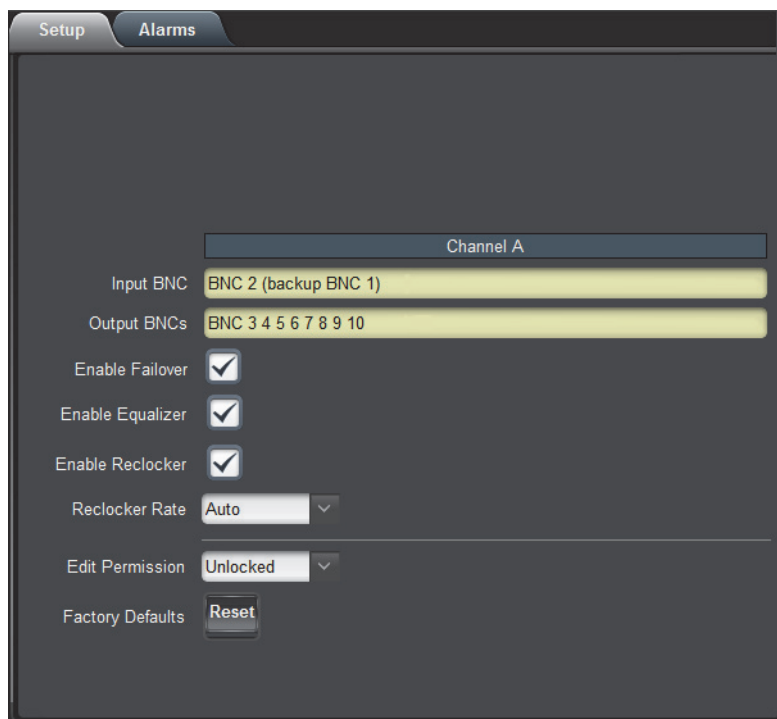 Setup Alarms
Channel A
Input BNC BNC 2 (backup BNC 1)
Output BNCs BNC 3 4 5 6 7 8 9 10
Enable Failover
Enable Equalizer
Enable Reclocker
Reclocker Rate Auto
Edit Permission Unlocked
Factory Defaults Reset